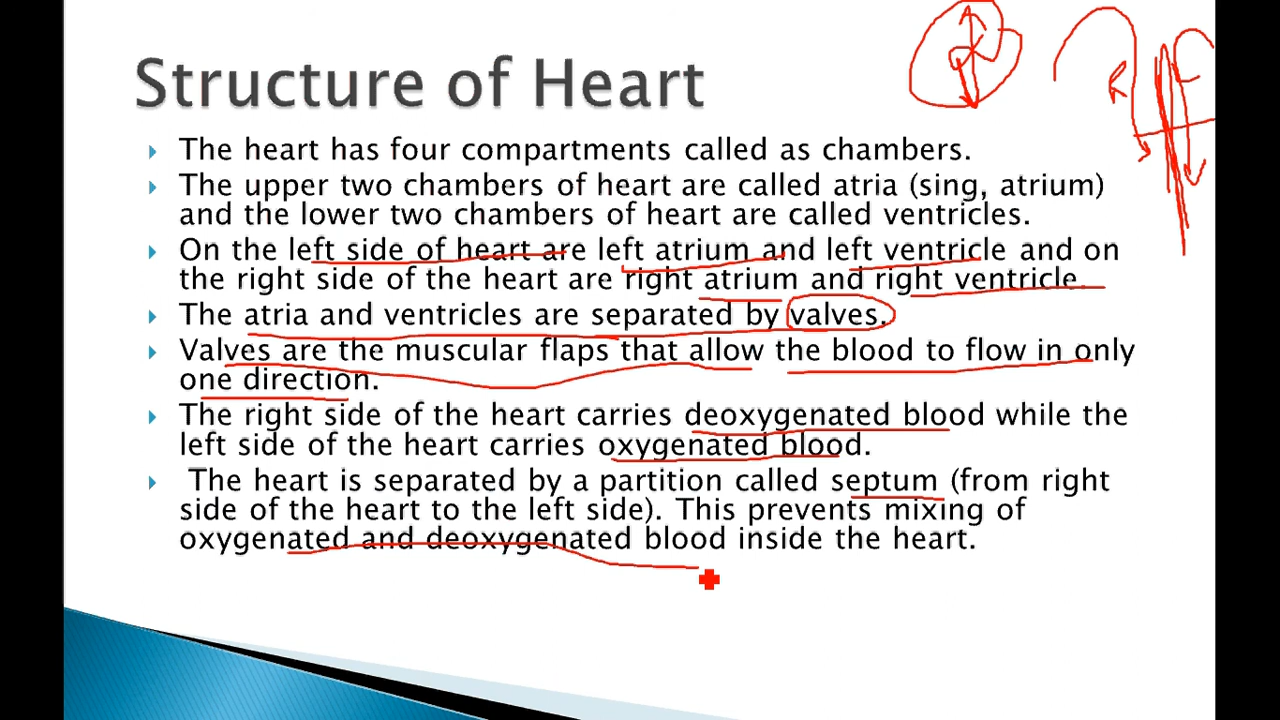 Structure of Heart
The heart has four compartments called as chambers.
The upper two chambers of heart are called atria (sing, atrium)
and the lower two chambers of heart are called ventricles.
On the left side of heart are left atrium and left ventricle and on
the right side of the heart are right atrium and right ventricle.
The atria and ventricles are separated by valves.
Valves are the muscular flaps that allow the blood to flow in only
one direction.
The right side of the heart carries deoxygenated blood while the
left side of the heart carries oxygenated blood.
The heart is separated by a partition called septum (from right
side of the heart to the left side). This prevents mixing of
oxygenated and deoxygenated blood inside the heart.
R